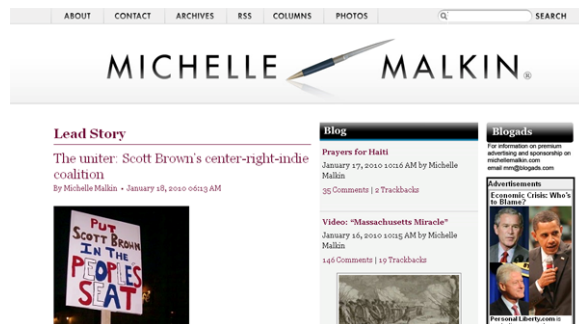 ABOUT CONTACT ARCHIVES RSS COLUMNS PHOTOS SEARCH
MICHELLE MALKIN®
Lead Story
The uniter: Scott Brown's center-right-indie
coalition
By Michelle Malkin • January 18, 2010 06:13 AM
PUT
SCOTT BROWN
IN THE
PEOPLE'S
SEAT
Blog
Prayers for Haiti
January 17, 2010 10:16 AM by Michelle
Malkin
35 Comments | 2 Trackbacks
Video: "Massachusetts Miracle"
January 16, 2010 10:15 AM by Michelle
Malkin
146 Comments | 19 Trackbacks
Blogads
For information on premium
advertising and sponsorship on
michellemalkin.com
email mm@blogads.com
Advertisements
Economic Crisis: Who's
to Blame?
Personal Liberty.com is